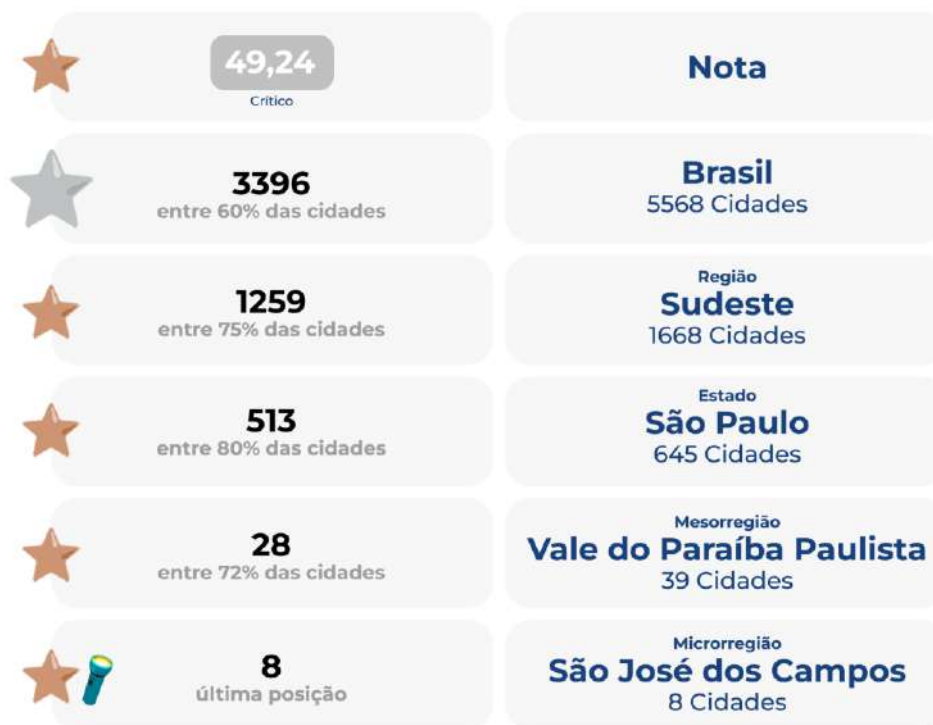 49,24
Crítico
Nota
3396
entre 60% das cidades
Brasil
5568 Cidades
1259
entre 75% das cidades
Região
Sudeste
1668 Cidades
513
entre 80% das cidades
Estado
São Paulo
645 Cidades
28
entre 72% das cidades
Mesorregião
Vale do Paraíba Paulista
39 Cidades
8
última posição
Microrregião
São José dos Campos
8 Cidades